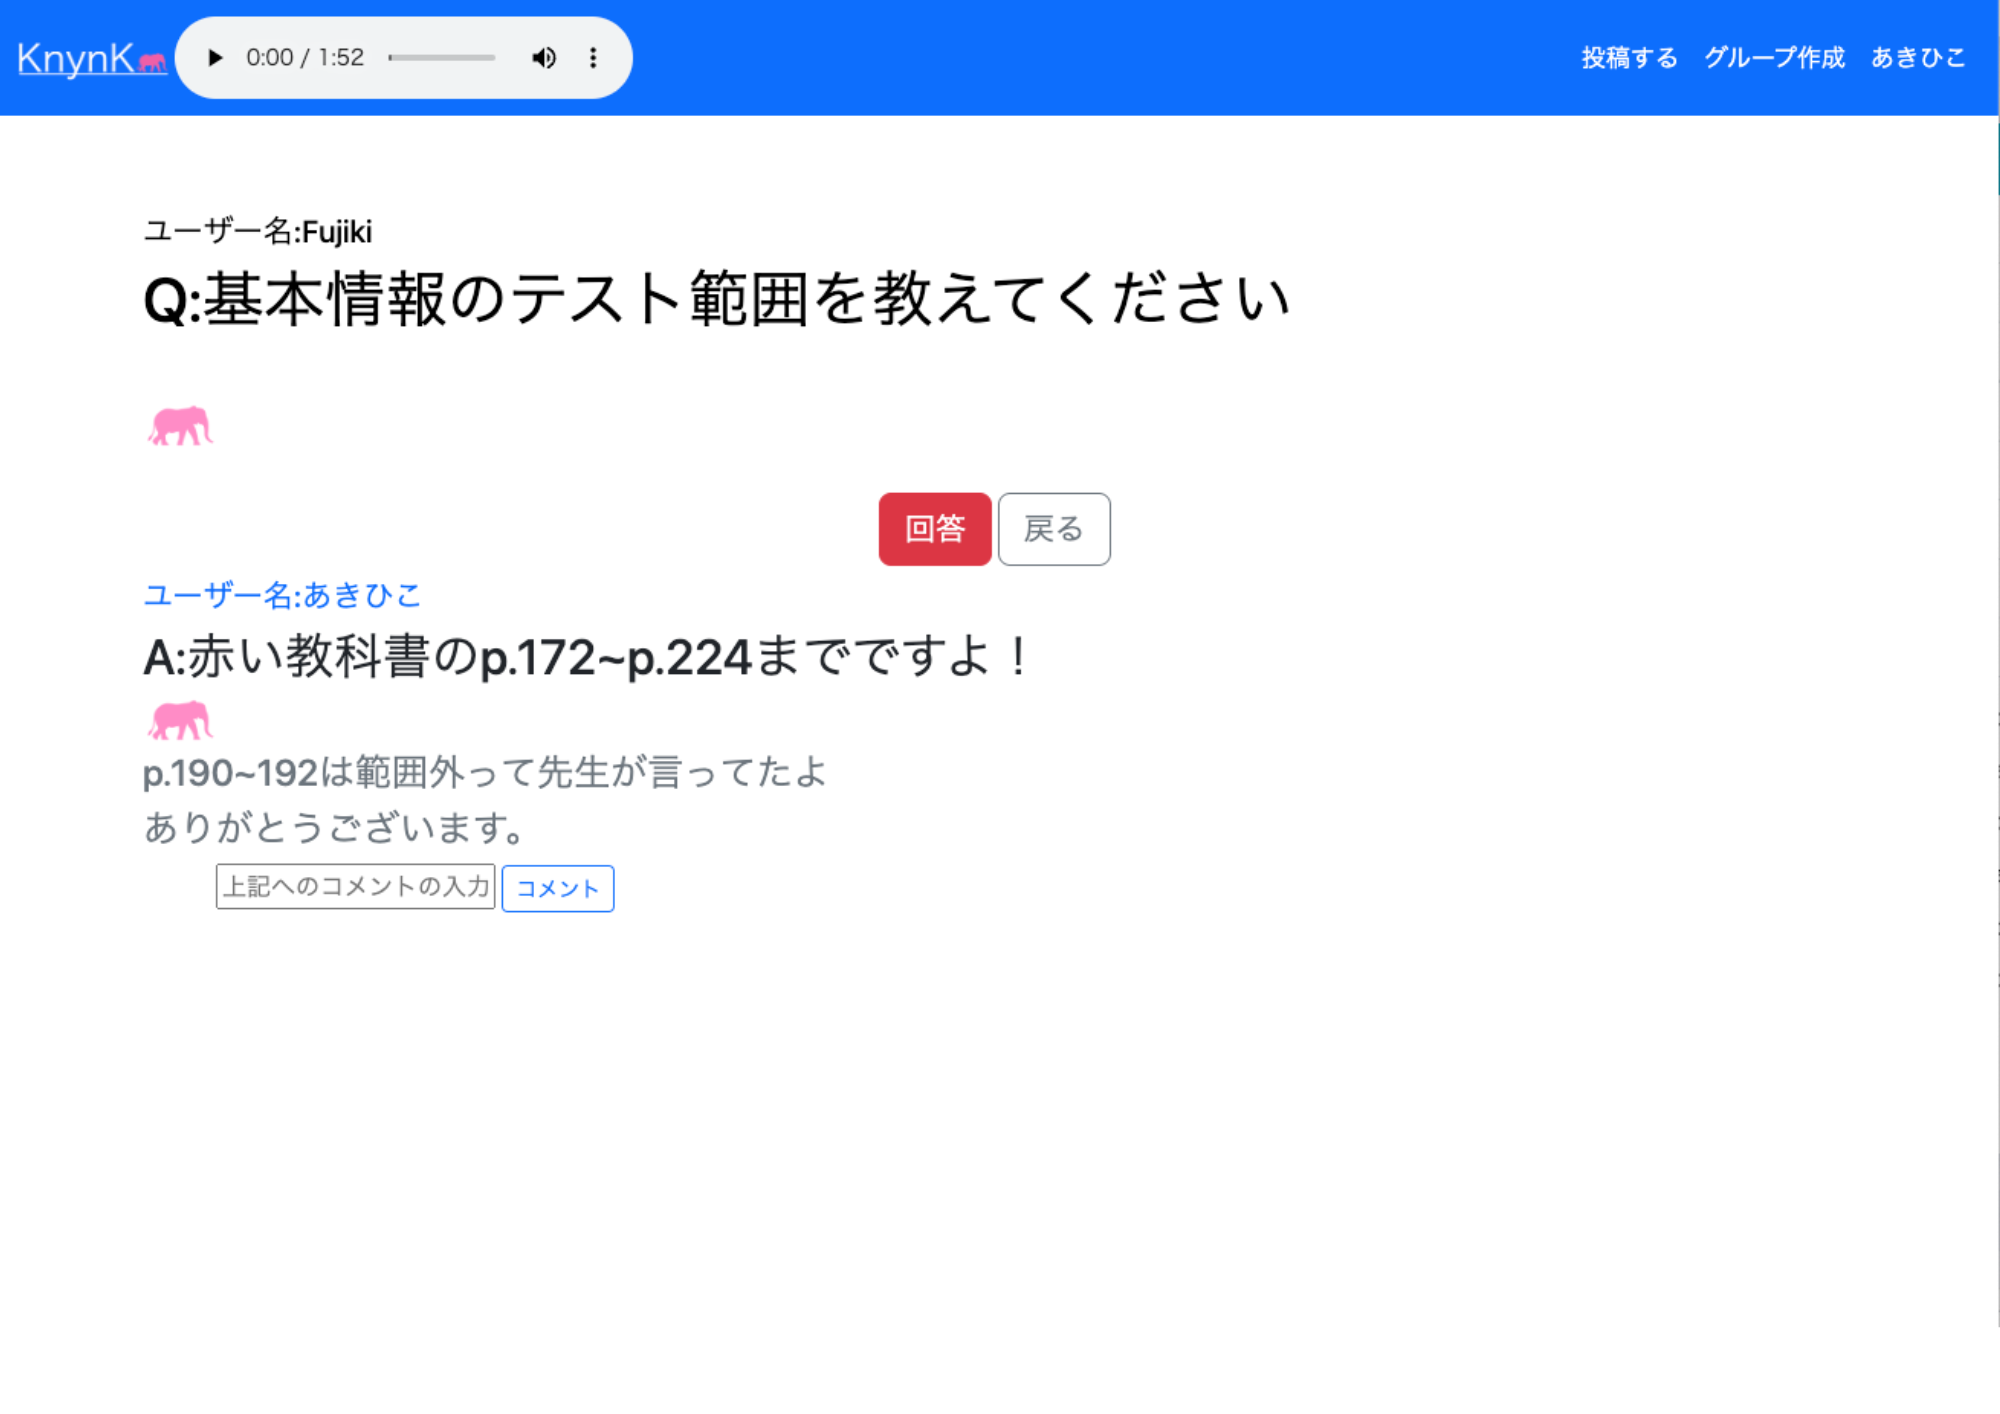 KnynK 0:00 / 1:52 投稿する グループ作成 あきひこ
ユーザー名:Fujiki
Q:基本情報のテスト範囲を教えてください
回答 戻る
ユーザー名:あきひこ
A:赤い教科書のp.172~p.224までですよ！
p.190~192は範囲外って先生が言ってたよ
ありがとうございます。
上記へのコメントの入力 コメント